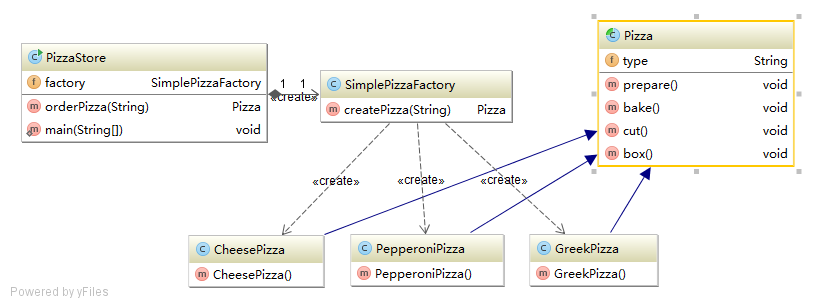 PizzaStore
factory SimplePizzaFactory
orderPizza(String) Pizza
main(String[]) void
1 1
«create»
SimplePizzaFactory
createPizza(String) Pizza
Pizza
type String
prepare() void
bake() void
cut() void
box() void
«create» «create» «create»
CheesePizza
CheesePizza()
PepperoniPizza
PepperoniPizza()
GreekPizza
GreekPizza()
Powered by yFiles